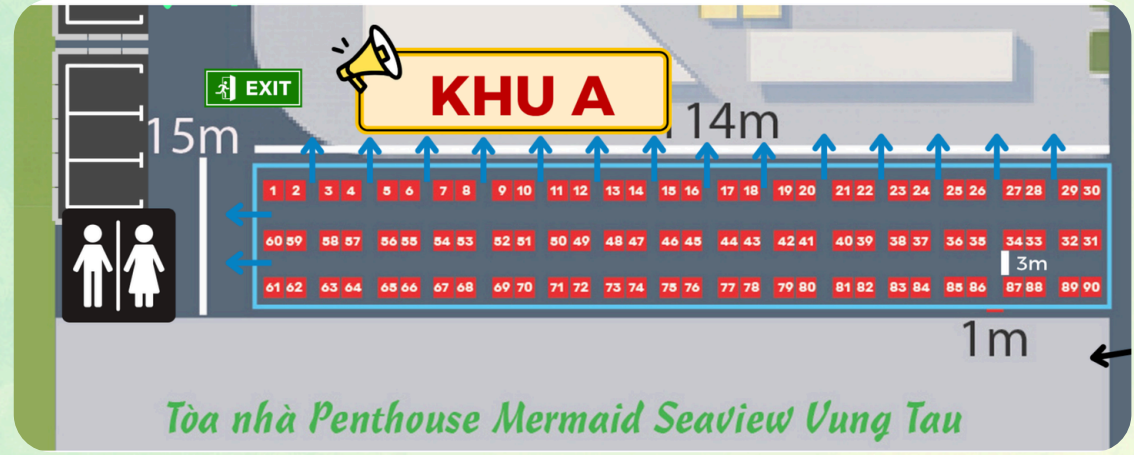 EXIT
KHU A
15m
14m
1 2 3 4 5 6 7 8 9 10 11 12 13 14 15 16 17 18 19 20 21 22 23 24 25 26 27 28 29 30
60 59 58 57 56 55 54 53 52 51 50 49 48 47 46 45 44 43 42 41 40 39 38 37 36 35 34 33 32 31
3m
61 62 63 64 65 66 67 68 69 70 71 72 73 74 75 76 77 78 79 80 81 82 83 84 85 86 87 88 89 90
1m
Tòa nhà Penthouse Mermaid Seaview Vung Tau